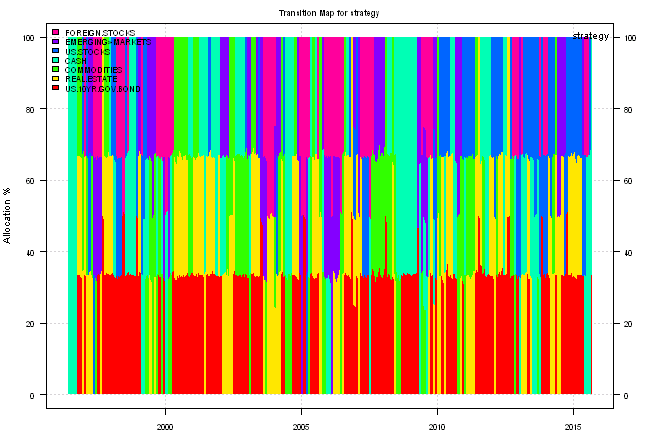 Transition Map for strategy
strategy
FOREIGN.STOCKS
EMERGING>MARKETS
US.STOCKS
CASH
COMMODITIES
REAL.ESTATE
US.10YR.GOV.BOND
Allocation %
100 100
80 80
60 60
40 40
20 20
0 0
2000 2005 2010 2015